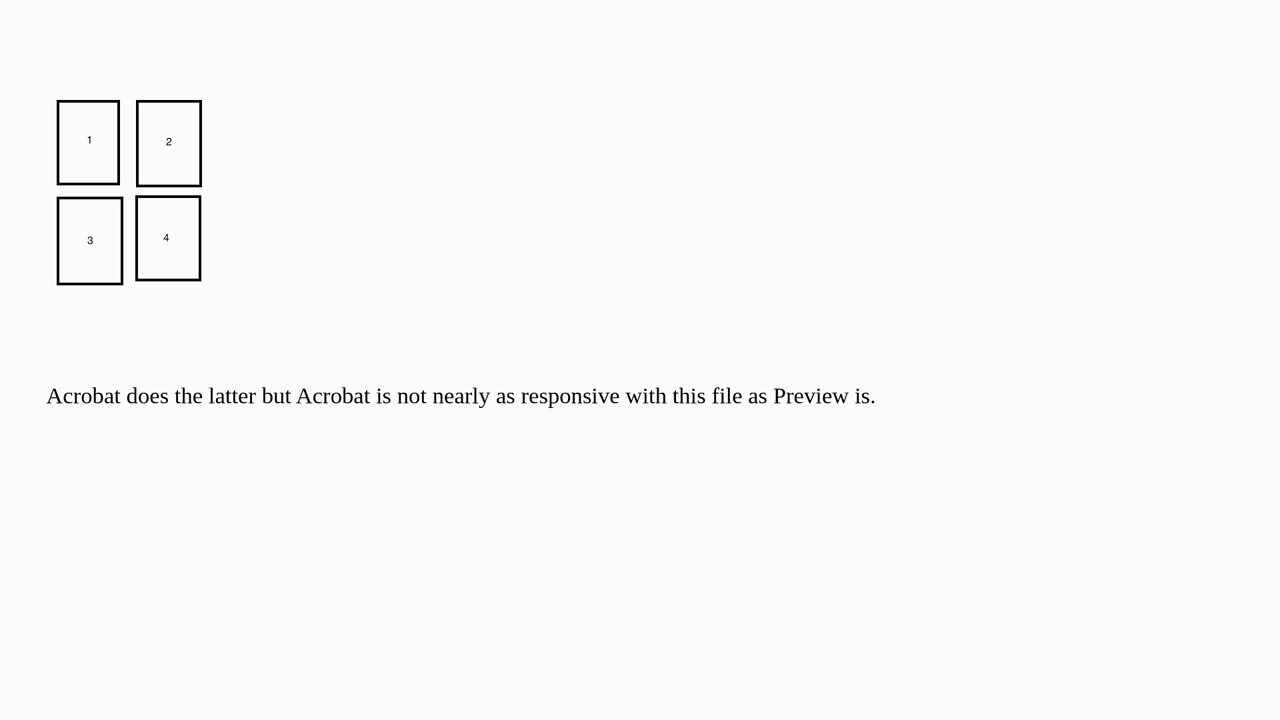 1 2
3 4
Acrobat does the latter but Acrobat is not nearly as responsive with this file as Preview is.